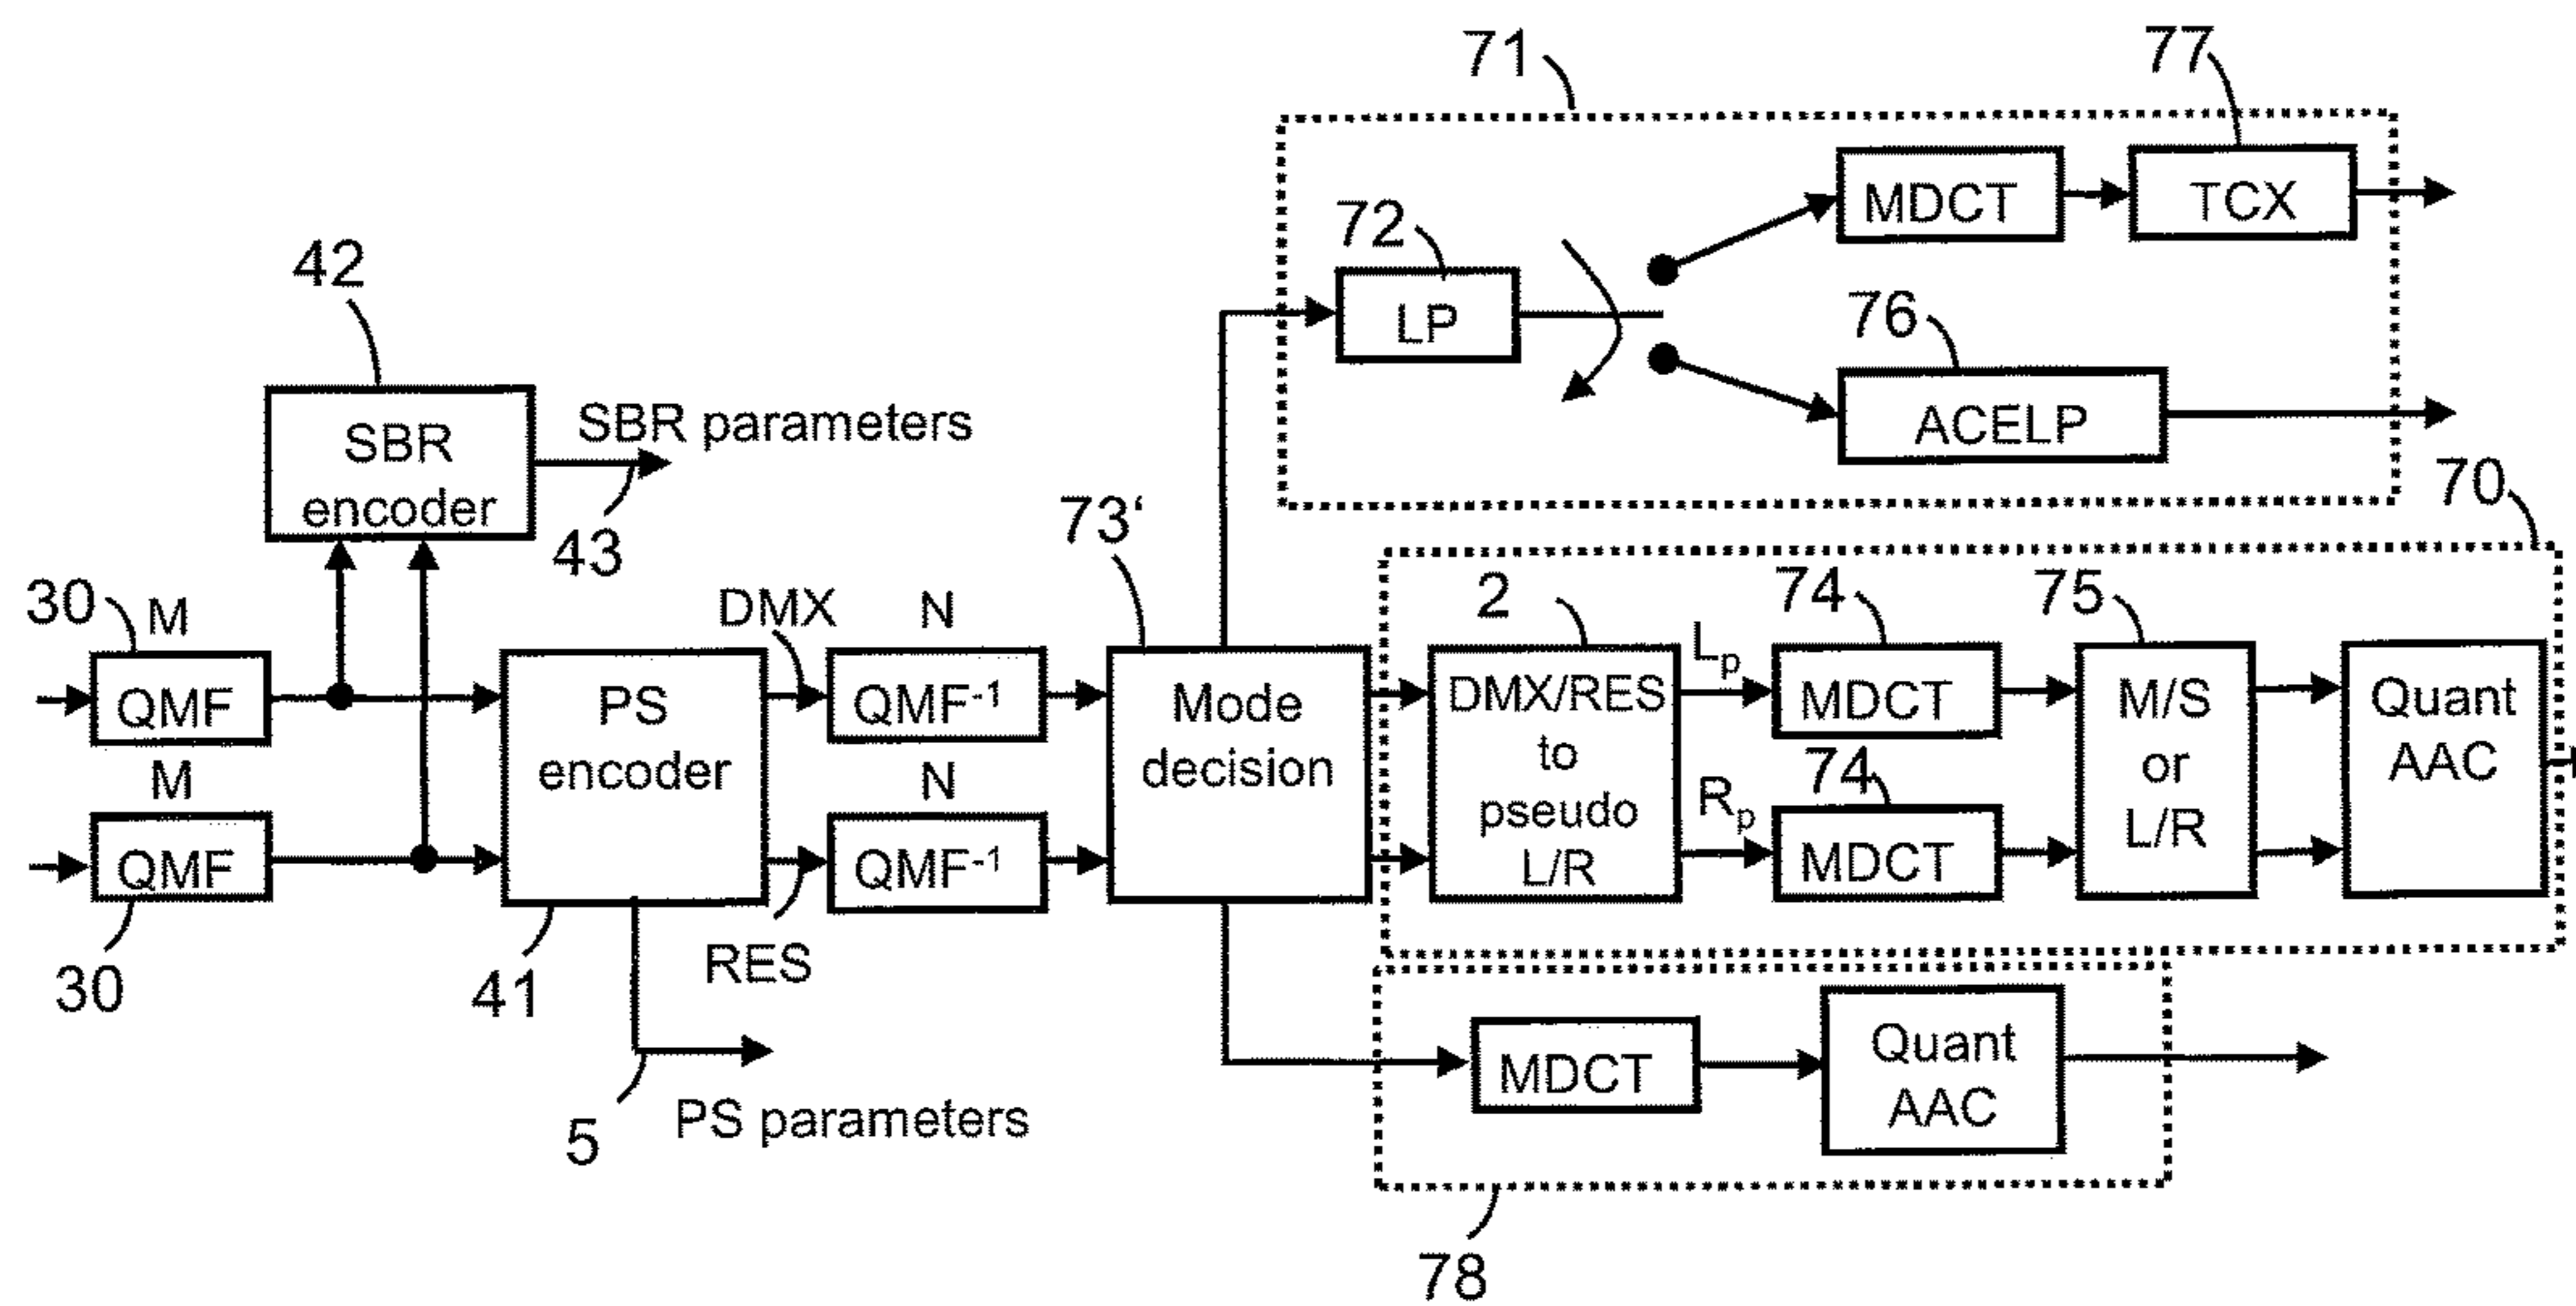 71
77
72
MDCT
TCX
LP
76
ACELP
42
SBR
encoder
SBR parameters
43
73‘
70
30
M
QMF
M
QMF
30
PS
encoder
41
DMX
N
QMF-1
N
QMF-1
RES
5
PS parameters
Mode
decision
2
DMX/RES
to
pseudo
L/R
Lp
Rp
74
MDCT
74
MDCT
75
M/S
or
L/R
Quant
AAC
MDCT
Quant
AAC
78